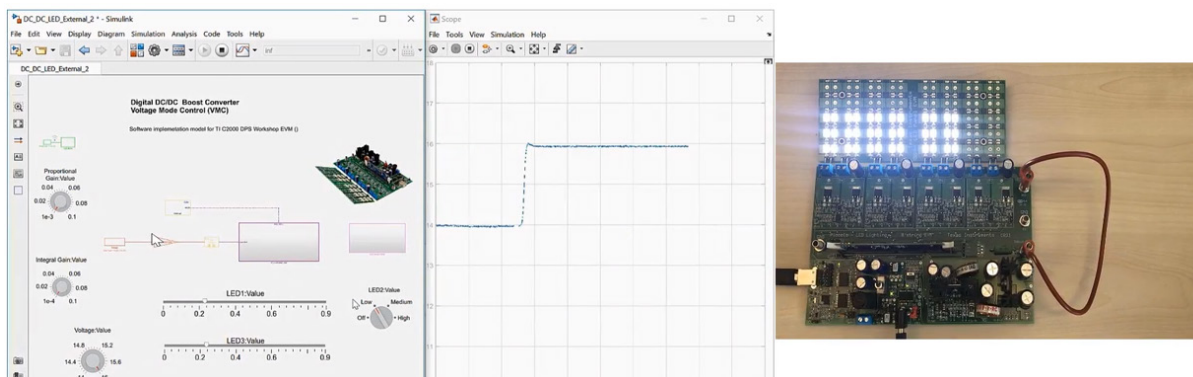 DC_DC_LED_External_2 * - Simulink
File Edit View Display Diagram Simulation Analysis Code Tools Help
Inf
DC_DC_LED_External_2
Digital DC/DC Boost Converter
Voltage Mode Control (VMC)
Software implemetation model for TI C2000 DPS Workshop EVM ()
Proportional
Gain:Value
0.04 0.06
0.02 0.08
1e-3 0.1
Integral Gain:Value
0.04 0.06
0.02 0.08
1e-4 0.1
LED1:Value
0 0.2 0.4 0.6 0.9
LED2:Value
Low Medium
Off High
Voltage:Value
14.8 15.2
14.4 15.6
LED3:Value
0 0.2 0.4 0.6 0.9
Scope
File Tools View Simulation Help
18
16
15
14
13
12
11